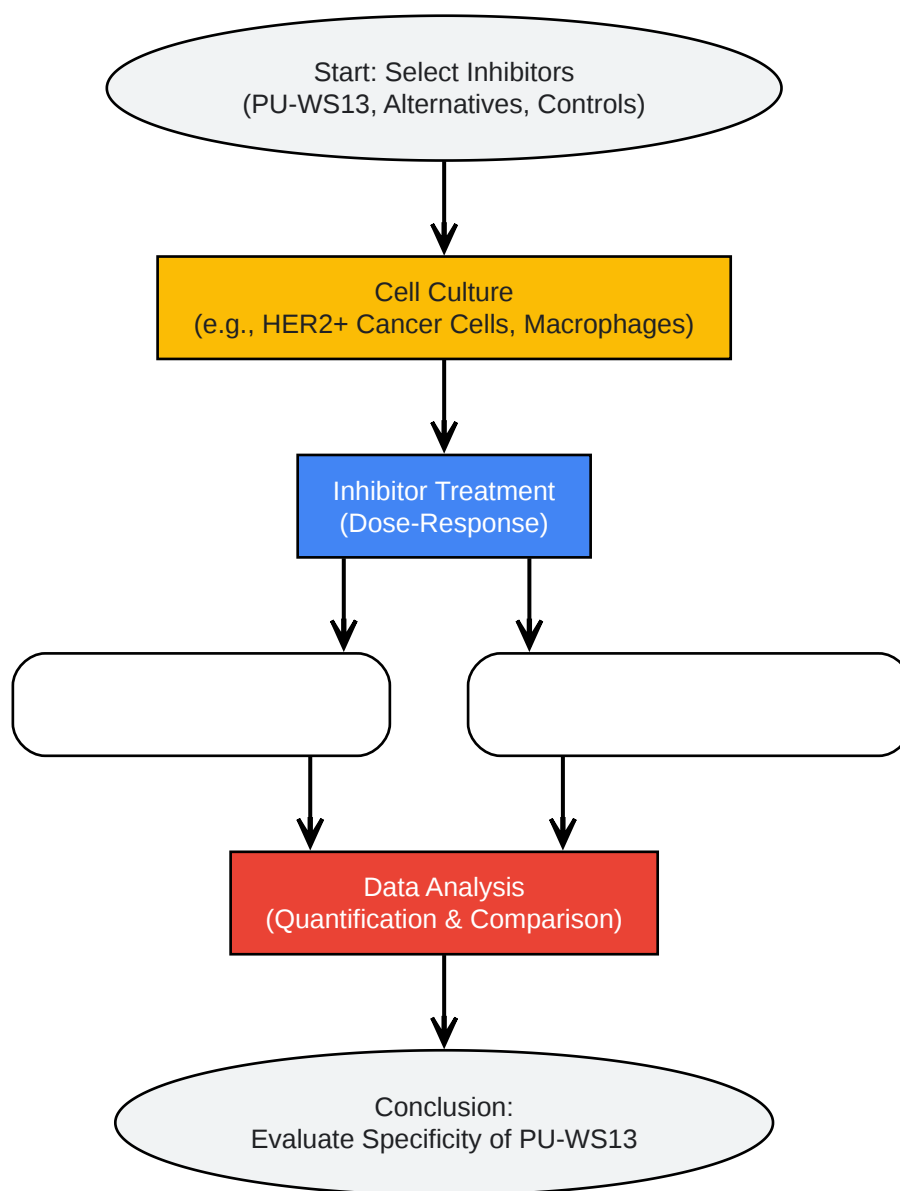 Start: Select Inhibitors
(PU-WS13, Alternatives, Controls)
Cell Culture
(e.g., HER2+ Cancer Cells, Macrophages)
Inhibitor Treatment
(Dose-Response)
Data Analysis
(Quantification & Comparison)
Conclusion:
Evaluate Specificity of PU-WS13